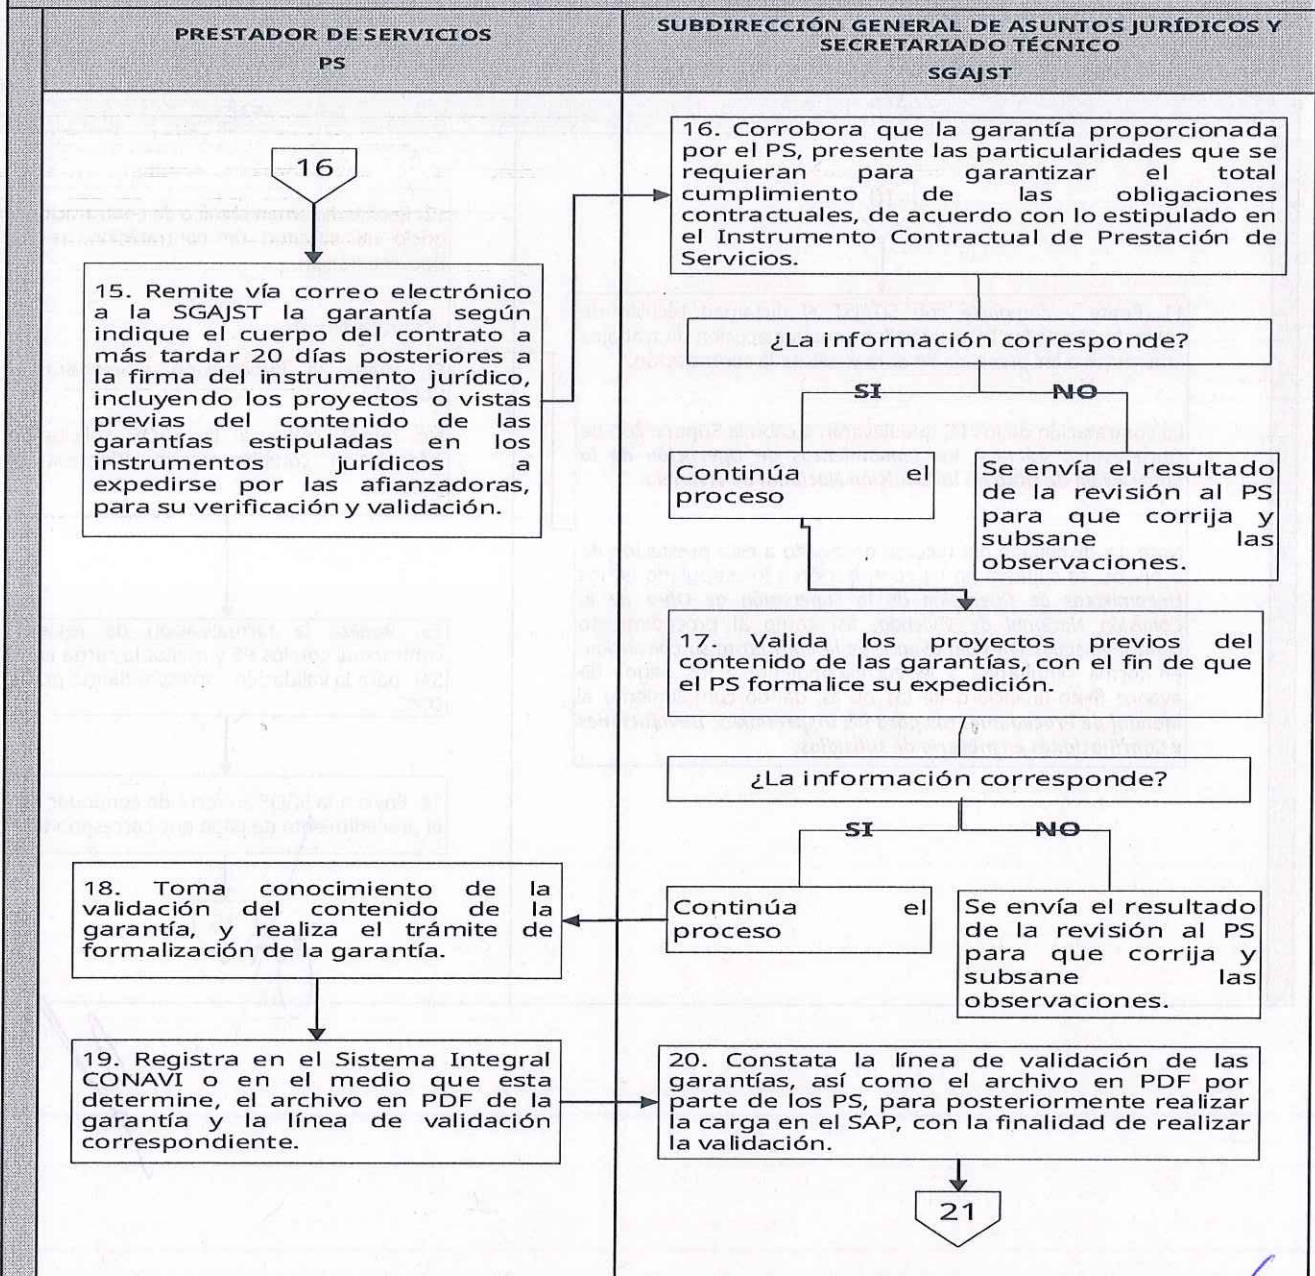 PRESTADOR DE SERVICIOS
PS
SUBDIRECCIÓN GENERAL DE ASUNTOS JURÍDICOS Y
SECRETARIADO TÉCNICO
SGAJST
16
15. Remite vía correo electrónico
a la SGAJST la garantía según
indique el cuerpo del contrato a
más tardar 20 días posteriores a
la firma del instrumento jurídico,
incluyendo los proyectos o vistas
previas del contenido de las
garantías estipuladas en los
instrumentos jurídicos a
expedirse por las afianzadoras,
para su verificación y validación.
16. Corrobora que la garantía proporcionada
por el PS, presente las particularidades que se
requieran para garantizar el total
cumplimiento de las obligaciones
contractuales, de acuerdo con lo estipulado en
el Instrumento Contractual de Prestación de
Servicios.
¿La información corresponde?
SI
NO
Continúa el
proceso
Se envía el resultado
de la revisión al PS
para que corrija y
subsane las
observaciones.
17. Valida los proyectos previos del
contenido de las garantías, con el fin de que
el PS formalice su expedición.
¿La información corresponde?
SI
NO
Continúa el
proceso
Se envía el resultado
de la revisión al PS
para que corrija y
subsane las
observaciones.
18. Toma conocimiento de la
validación del contenido de la
garantía, y realiza el trámite de
formalización de la garantía.
19. Registra en el Sistema Integral
CONAVI o en el medio que esta
determine, el archivo en PDF de la
garantía y la línea de validación
correspondiente.
20. Constata la línea de validación de las
garantías, así como el archivo en PDF por
parte de los PS, para posteriormente realizar
la carga en el SAP, con la finalidad de realizar
la validación.
21